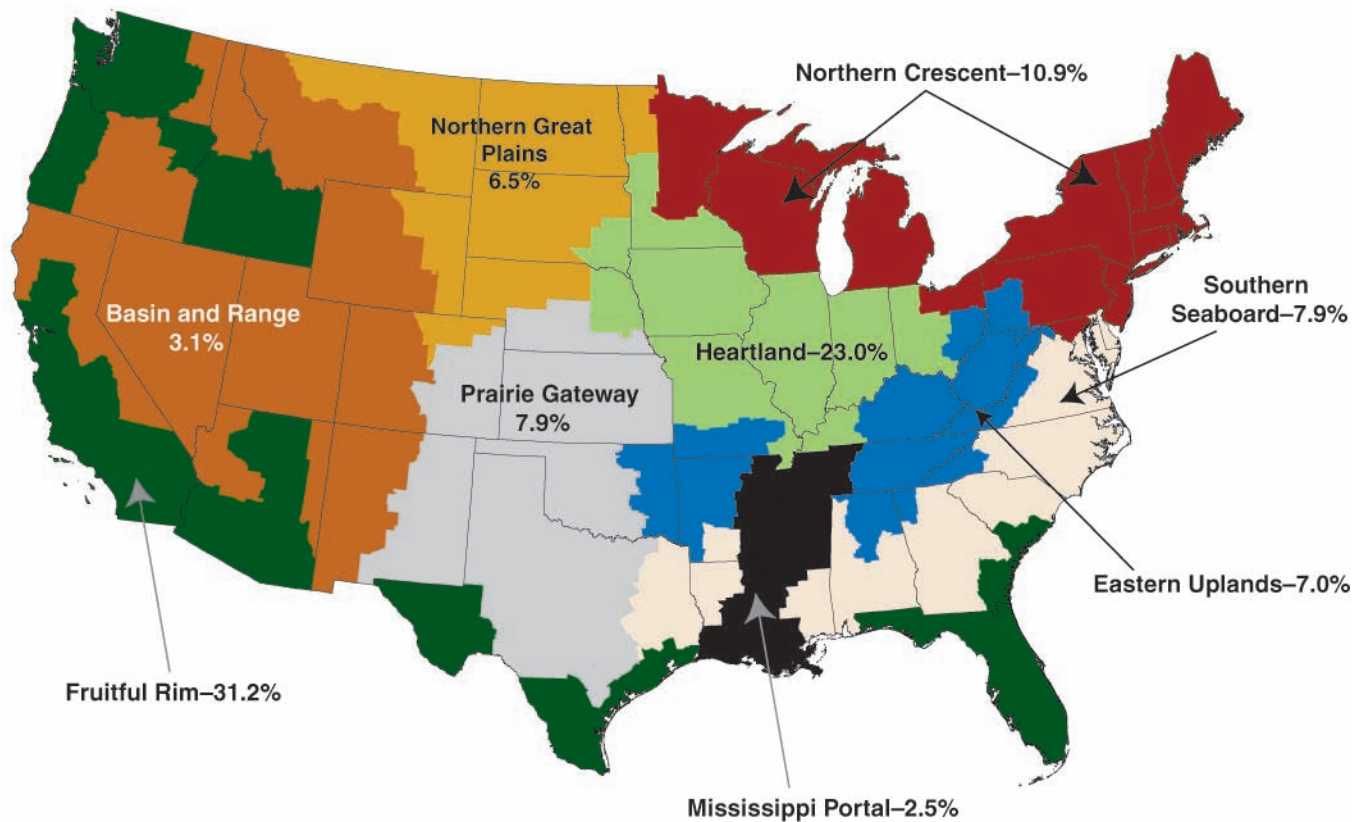 Northern Crescent–10.9%
Northern Great
Plains
6.5%
Southern
Seaboard–7.9%
Basin and Range
3.1%
Heartland–23.0%
Prairie Gateway
7.9%
Eastern Uplands–7.0%
Fruitful Rim–31.2%
Mississippi Portal–2.5%